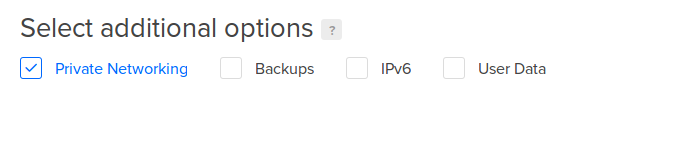 Select additional options ?
Private Networking Backups IPv6 User Data